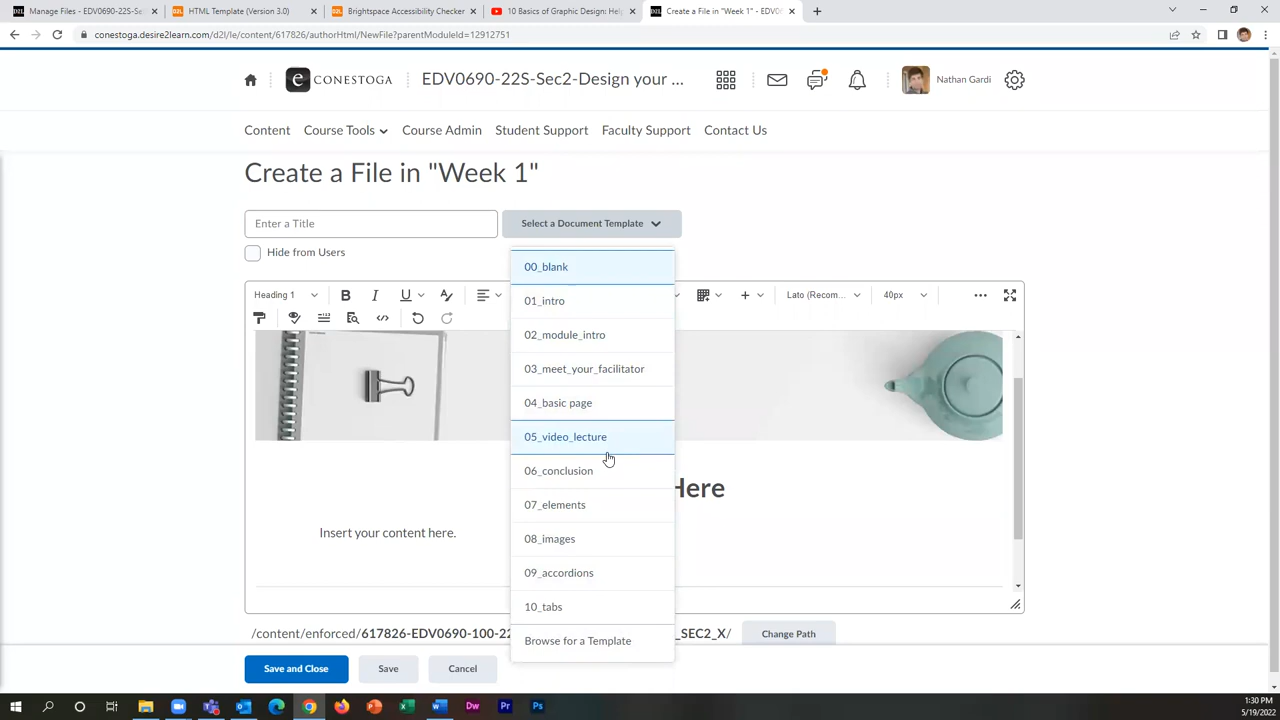 Manage Files - EDV0690-22S-Se
HTML Template (Version 3.0)
Brightspace Accessibility Checker
10 Basics of Graphic Design: Hel
Create a File in "Week 1" - EDV0
conestoga.desire2learn.com/d2l/le/content/617826/authorHtml/NewFile?parentModuleId=12912751
CONESTOGA
EDV0690-22S-Sec2-Design your ...
Nathan Gardi
Content
Course Tools
Course Admin
Student Support
Faculty Support
Contact Us
Create a File in "Week 1"
Enter a Title
Select a Document Template
Hide from Users
00_blank
01_intro
02_module_intro
03_meet_your_facilitator
04_basic page
05_video_lecture
06_conclusion
07_elements
08_images
09_accordions
10_tabs
Browse for a Template
Heading 1
B
I
U
Lato (Recom...
40px
Here
Insert your content here.
/content/enforced/617826-EDV0690-100-22
_SEC2_X/
Change Path
Save and Close
Save
Cancel
1:30 PM
5/19/2022